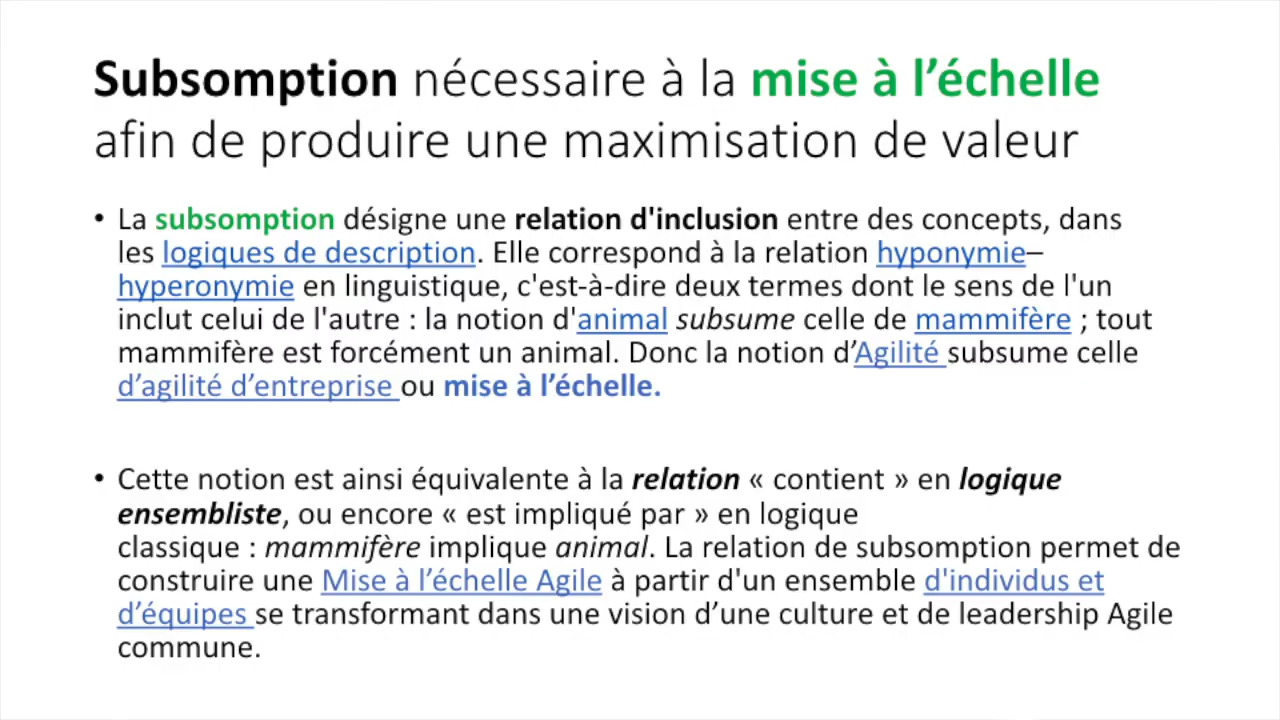 Subsomption nécessaire à la mise à l’échelle
afin de produire une maximisation de valeur
• La subsomption désigne une relation d'inclusion entre des concepts, dans
les logiques de description. Elle correspond à la relation hyponymie–
hyperonymie en linguistique, c'est-à-dire deux termes dont le sens de l'un
inclut celui de l'autre : la notion d'animal subsume celle de mammifère ; tout
mammifère est forcément un animal. Donc la notion d’Agilité subsume celle
d’agilité d’entreprise ou mise à l’échelle.
• Cette notion est ainsi équivalente à la relation « contient » en logique
ensembliste, ou encore « est impliqué par » en logique
classique : mammifère implique animal. La relation de subsomption permet de
construire une Mise à l’échelle Agile à partir d'un ensemble d'individus et
d’équipes se transformant dans une vision d’une culture et de leadership Agile
commune.